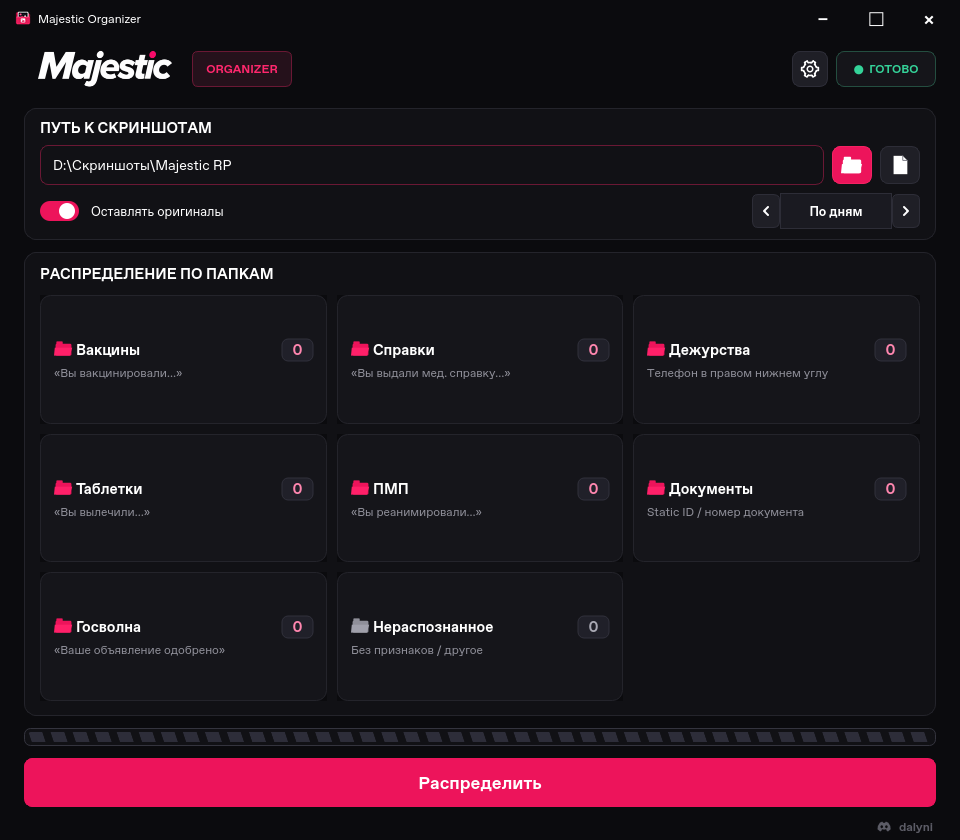 Majestic Organizer
Majestic
ORGANIZER
ГОТОВО
ПУТЬ К СКРИНШОТАМ
D:\Скриншоты\Majestic RP
Оставлять оригиналы
По дням
РАСПРЕДЕЛЕНИЕ ПО ПАПКАМ
Вакцины 0
«Вы вакцинировали...»
Справки 0
«Вы выдали мед. справку...»
Дежурства 0
Телефон в правом нижнем углу
Таблетки 0
«Вы вылечили...»
ПМП 0
«Вы реанимировали...»
Документы 0
Static ID / номер документа
Госволна 0
«Ваше объявление одобрено»
Нераспознанное 0
Без признаков / другое
Распределить
dalyni